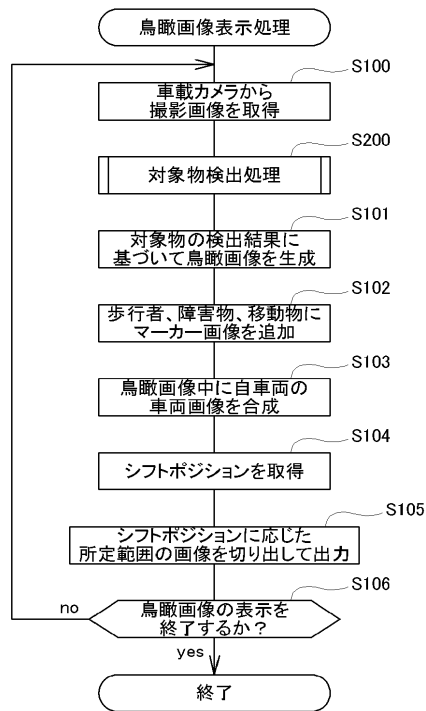 鳥瞰画像表示処理
S100
車載カメラから
撮影画像を取得
S200
対象物検出処理
S101
対象物の検出結果に
基づいて鳥瞰画像を生成
S102
歩行者、障害物、移動物に
マーカー画像を追加
S103
鳥瞰画像中に自車両の
車両画像を合成
S104
シフトポジションを取得
S105
シフトポジションに応じた
所定範囲の画像を切り出して出力
S106
鳥瞰画像の表示を
終了するか？
no
yes
終了